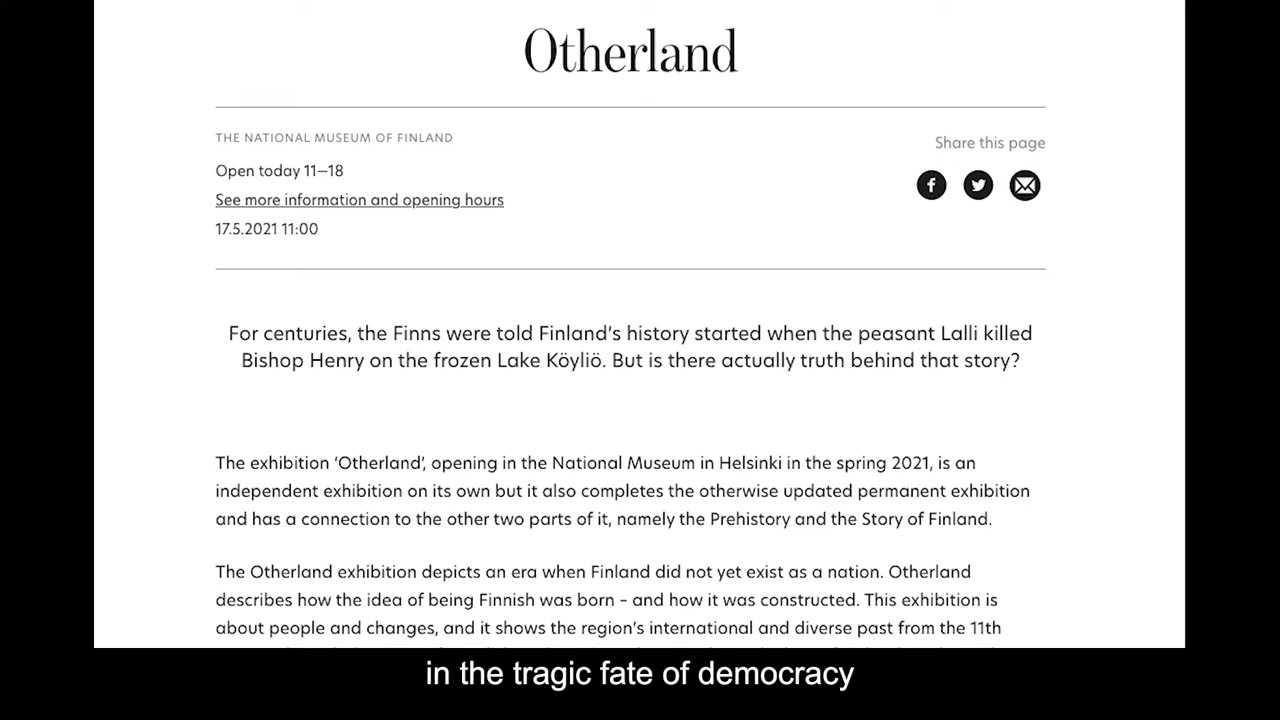 Otherland
THE NATIONAL MUSEUM OF FINLAND
Open today 11–18
See more information and opening hours
17.5.2021 11:00
Share this page
For centuries, the Finns were told Finland’s history started when the peasant Lalli killed
Bishop Henry on the frozen Lake Köyliö. But is there actually truth behind that story?
The exhibition ‘Otherland’, opening in the National Museum in Helsinki in the spring 2021, is an
independent exhibition on its own but it also completes the otherwise updated permanent exhibition
and has a connection to the other two parts of it, namely the Prehistory and the Story of Finland.
The Otherland exhibition depicts an era when Finland did not yet exist as a nation. Otherland
describes how the idea of being Finnish was born – and how it was constructed. This exhibition is
about people and changes, and it shows the region’s international and diverse past from the 11th
in the tragic fate of democracy